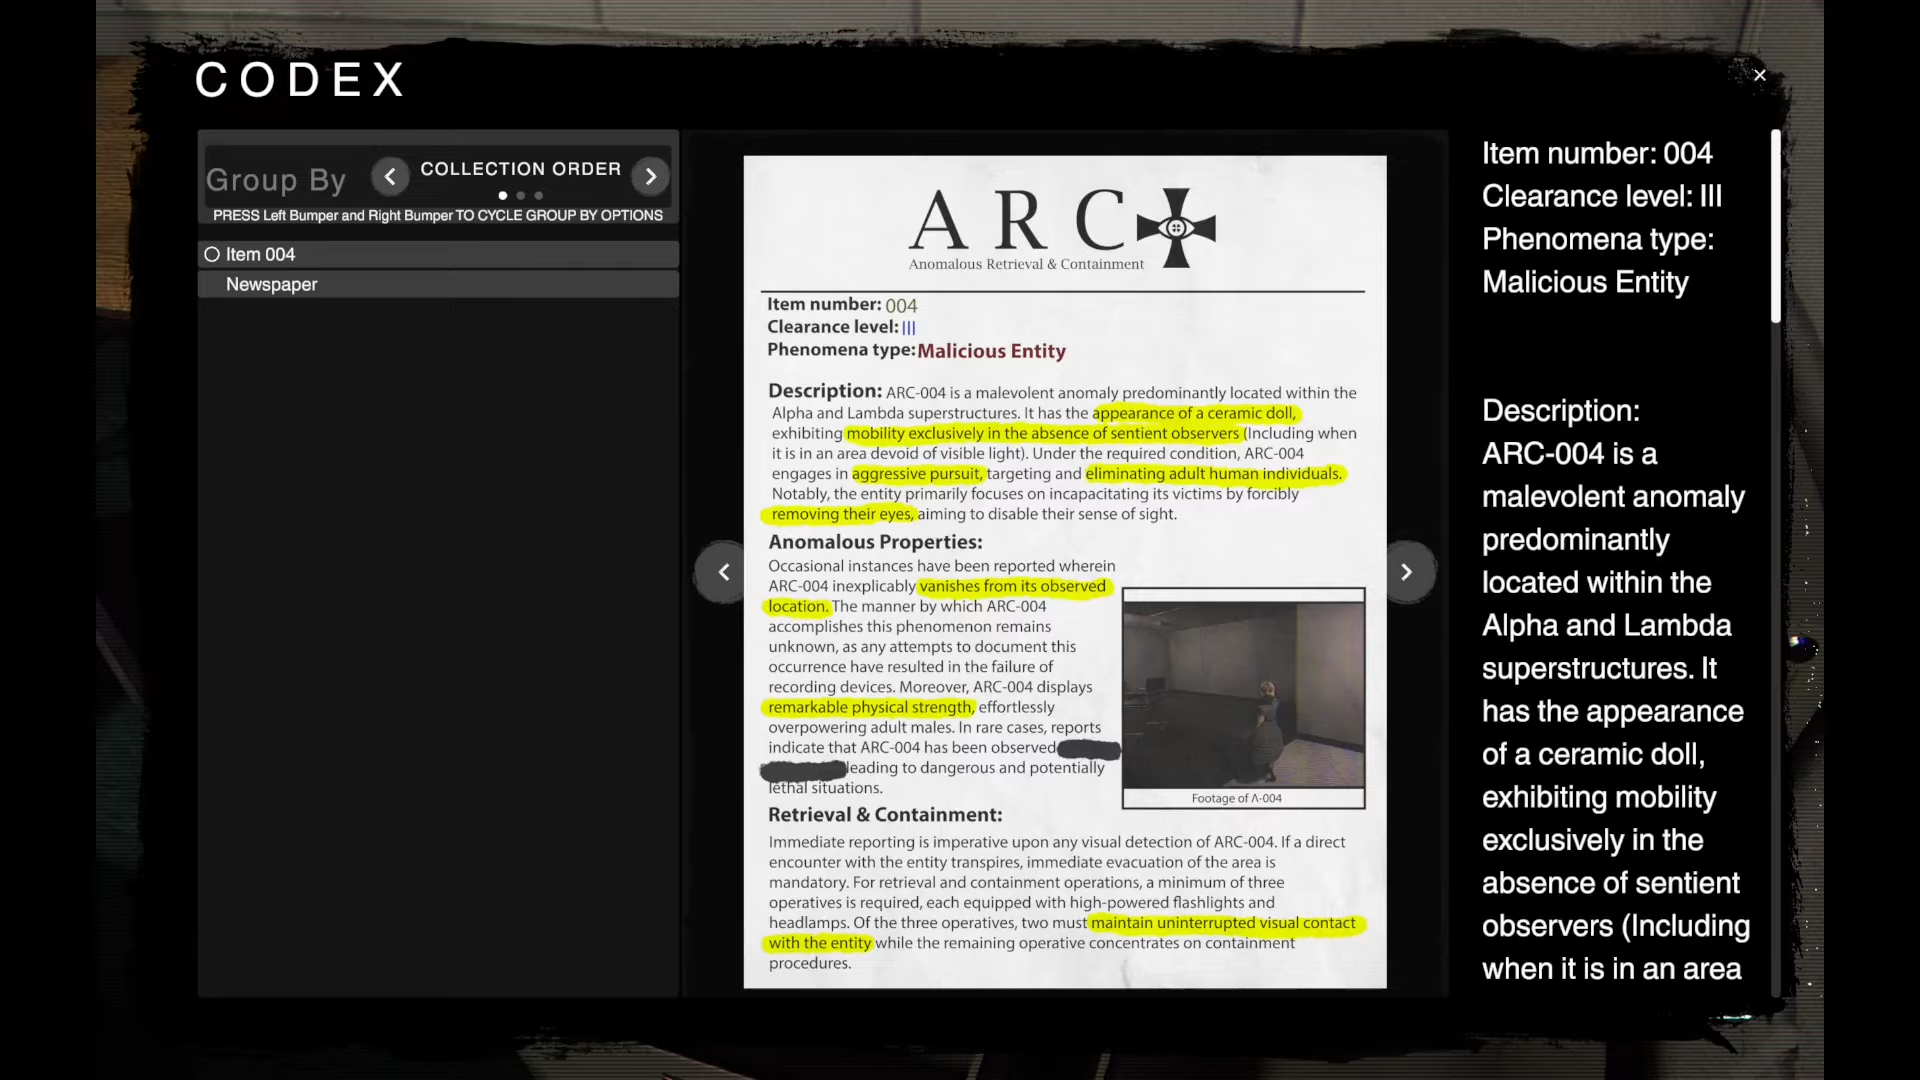 CODEX
×
Group By
COLLECTION ORDER
PRESS Left Bumper and Right Bumper TO CYCLE GROUP BY OPTIONS
Item 004
Newspaper
ARC
Anomalous Retrieval & Containment
Item number: 004
Clearance level: III
Phenomena type: Malicious Entity
Description: ARC-004 is a malevolent anomaly predominantly located within the
Alpha and Lambda superstructures. It has the appearance of a ceramic doll,
exhibiting mobility exclusively in the absence of sentient observers (Including when
it is in an area devoid of visible light). Under the required condition, ARC-004
engages in aggressive pursuit, targeting and eliminating adult human individuals.
Notably, the entity primarily focuses on incapacitating its victims by forcibly
removing their eyes, aiming to disable their sense of sight.
Anomalous Properties:
Occasional instances have been reported wherein
ARC-004 inexplicably vanishes from its observed
location. The manner by which ARC-004
accomplishes this phenomenon remains
unknown, as any attempts to document this
occurrence have resulted in the failure of
recording devices. Moreover, ARC-004 displays
remarkable physical strength, effortlessly
overpowering adult males. In rare cases, reports
indicate that ARC-004 has been observed
leading to dangerous and potentially
lethal situations.
Footage of Λ-004
Retrieval & Containment:
Immediate reporting is imperative upon any visual detection of ARC-004. If a direct
encounter with the entity transpires, immediate evacuation of the area is
mandatory. For retrieval and containment operations, a minimum of three
operatives is required, each equipped with high-powered flashlights and
headlamps. Of the three operatives, two must maintain uninterrupted visual contact
with the entity while the remaining operative concentrates on containment
procedures.
Item number: 004
Clearance level: III
Phenomena type:
Malicious Entity
Description:
ARC-004 is a
malevolent anomaly
predominantly
located within the
Alpha and Lambda
superstructures. It
has the appearance
of a ceramic doll,
exhibiting mobility
exclusively in the
absence of sentient
observers (Including
when it is in an area